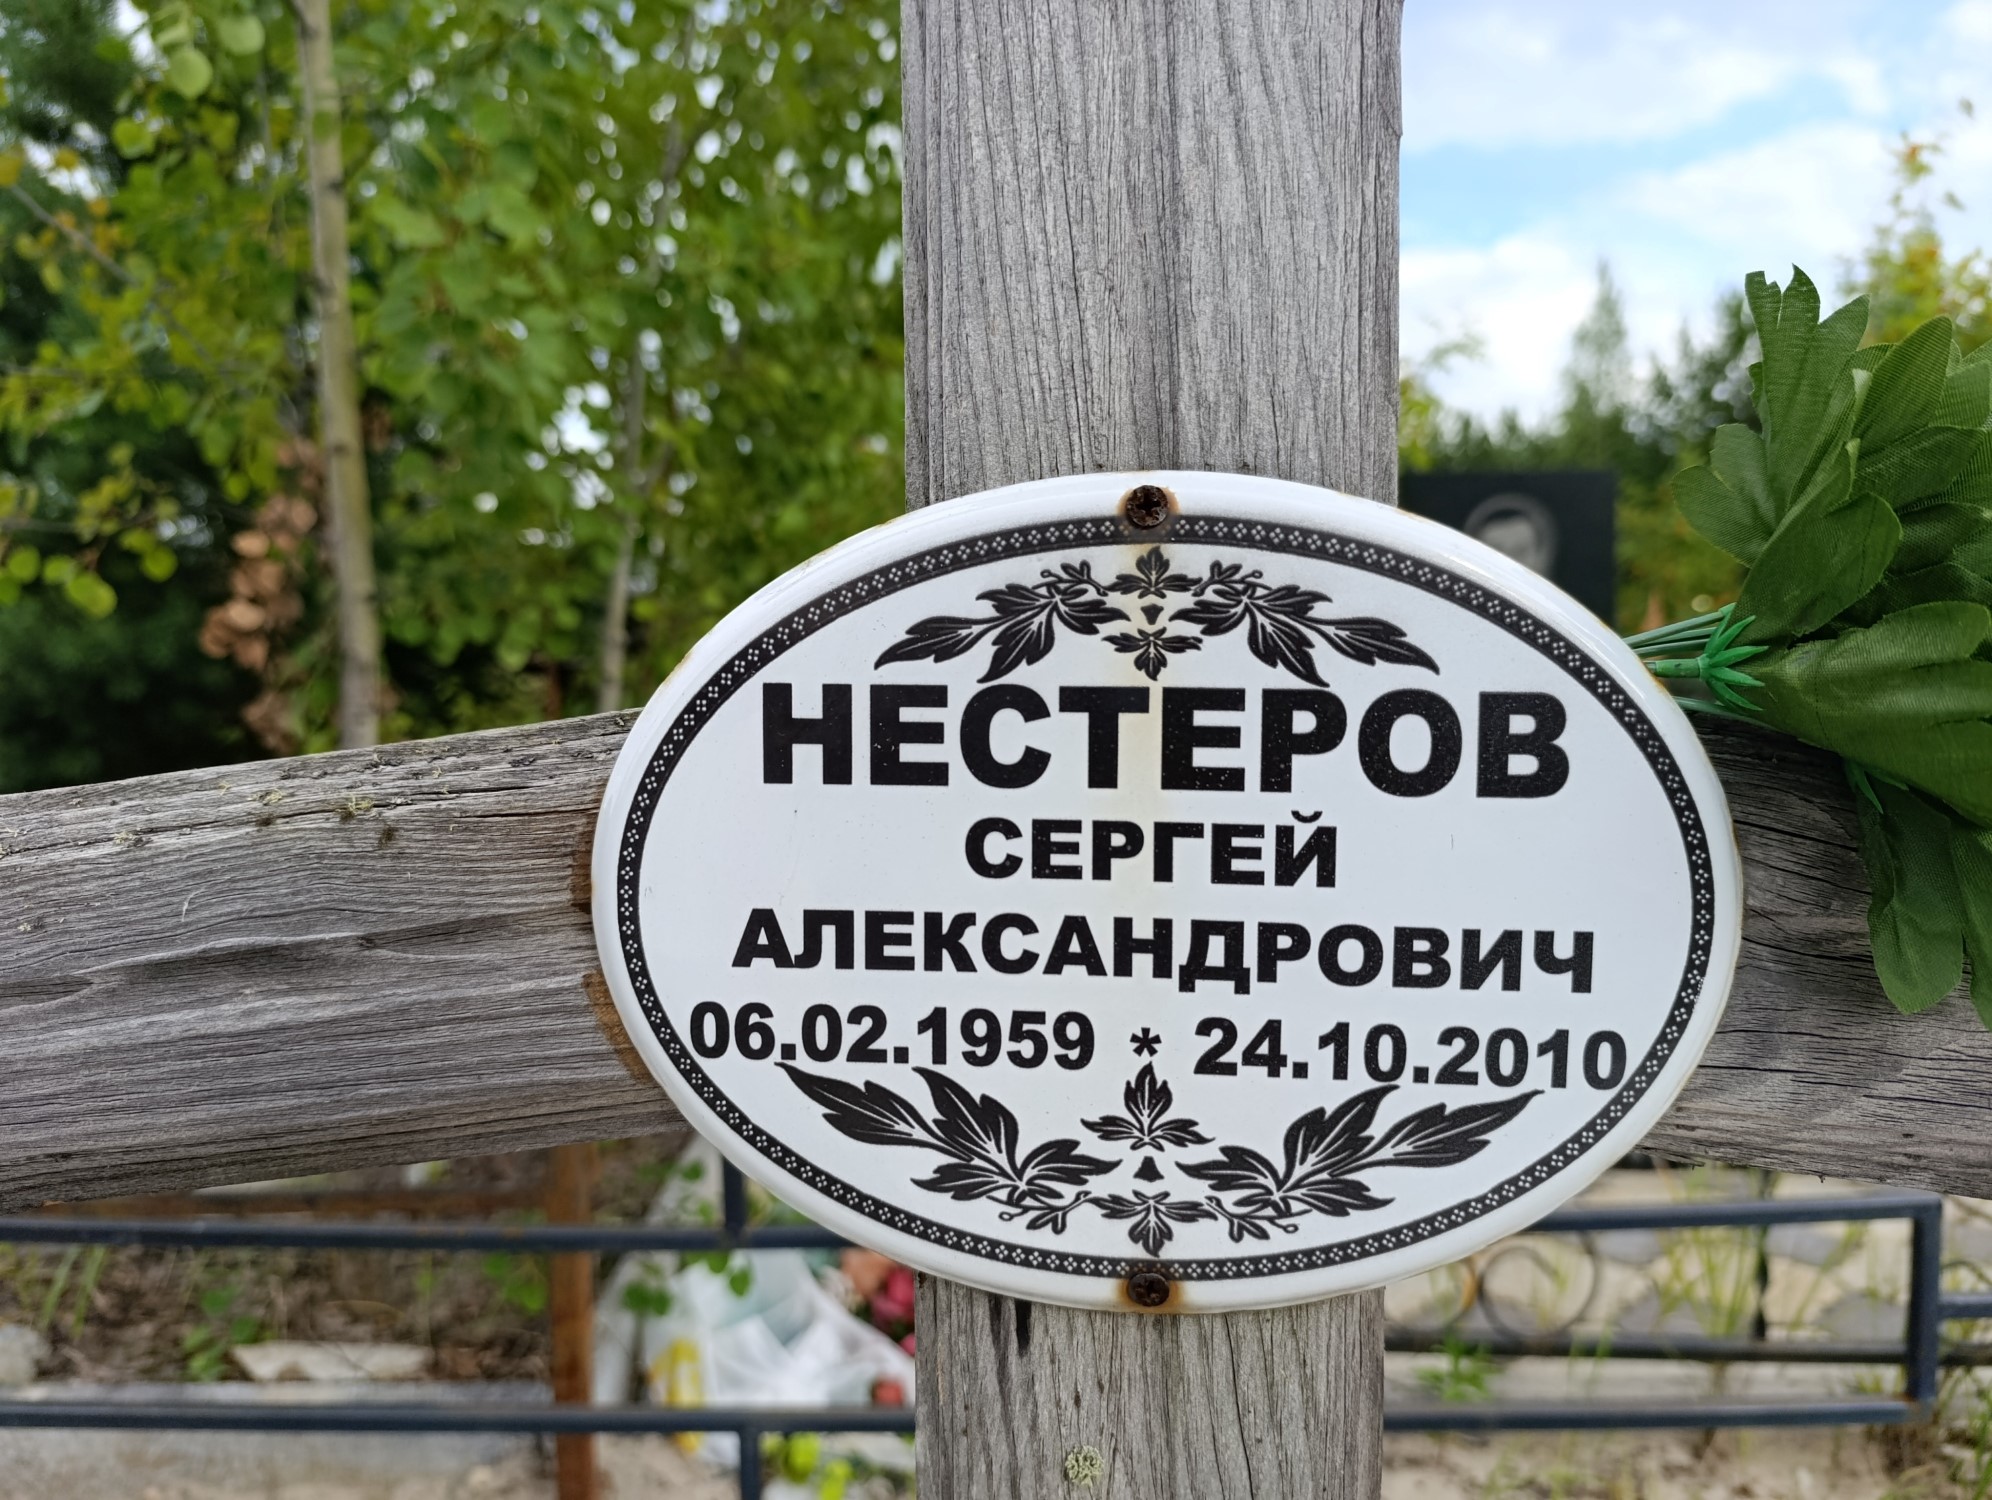 НЕСТЕРОВ
СЕРГЕЙ
АЛЕКСАНДРОВИЧ
06.02.1959 * 24.10.2010